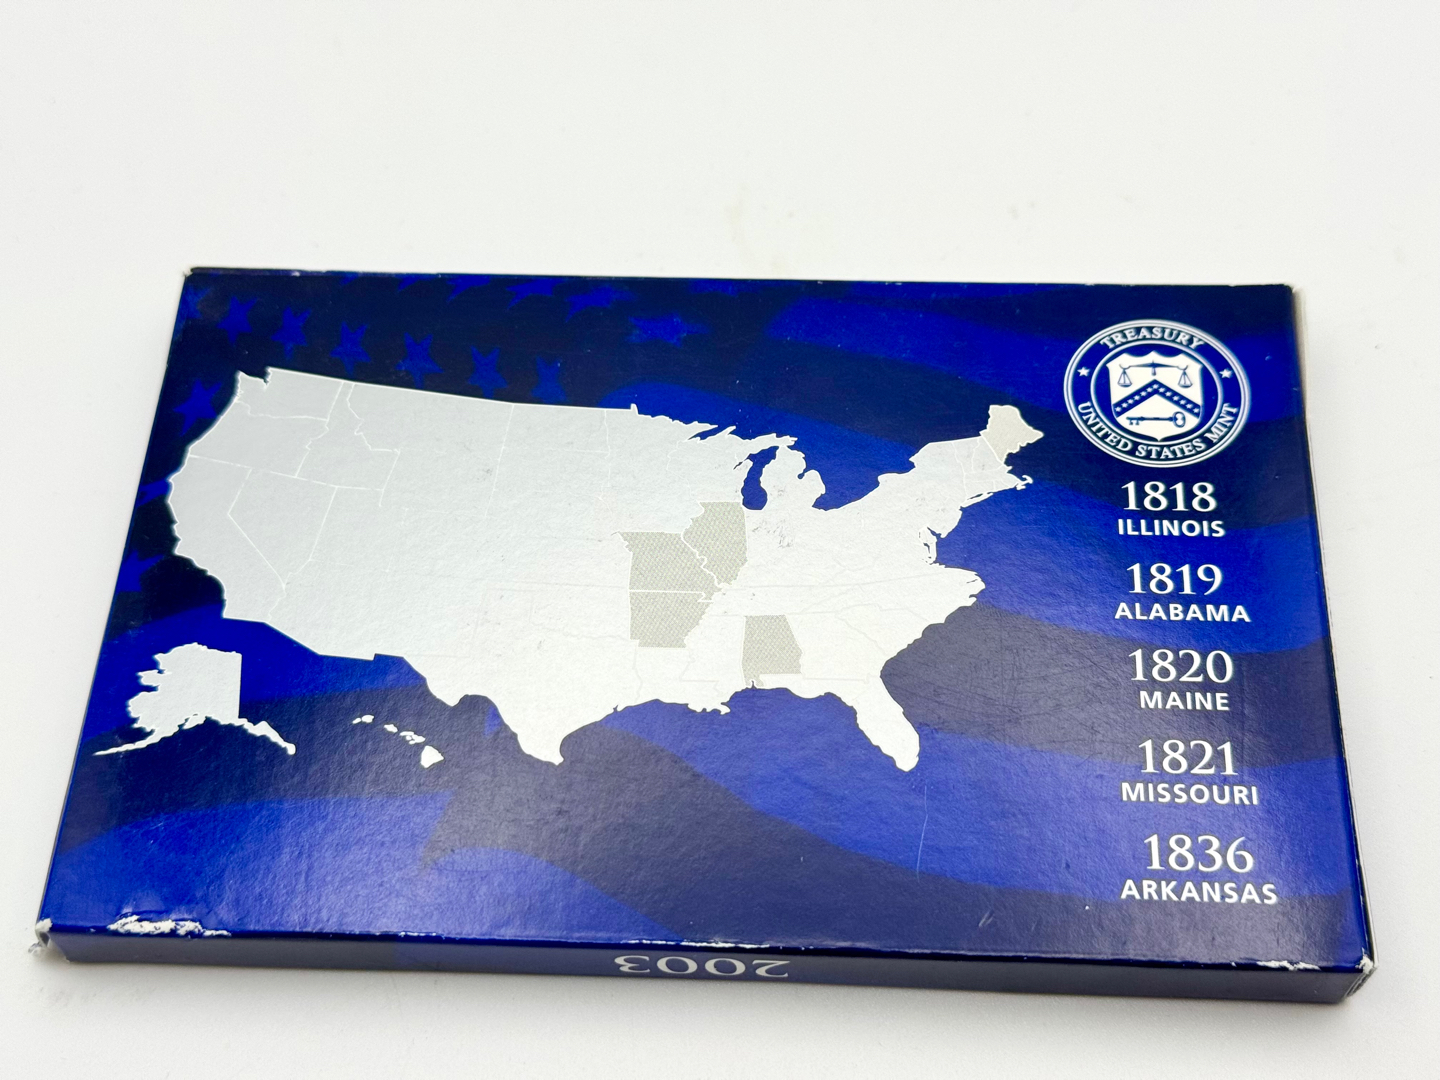 TREASURY
UNITED STATES MINT
1818
ILLINOIS
1819
ALABAMA
1820
MAINE
1821
MISSOURI
1836
ARKANSAS
2003